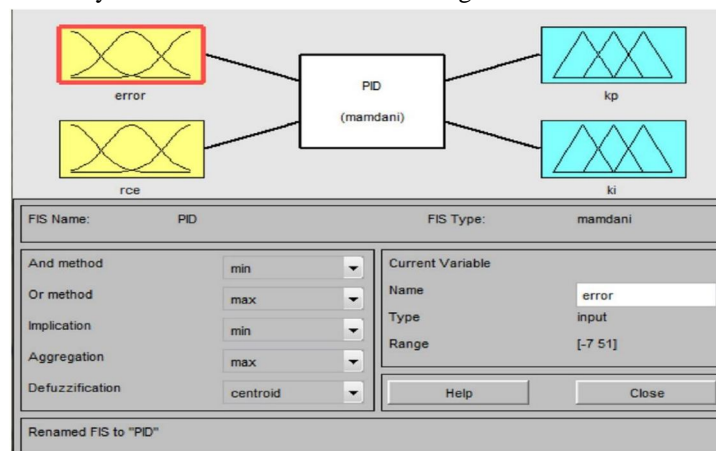 error
rce
PID
(mamdani)
kp
ki
FIS Name: PID FIS Type: mamdani
And method min
Or method max
Implication min
Aggregation max
Defuzzification centroid
Current Variable
Name error
Type input
Range [-7 51]
Help Close
Renamed FIS to "PID"